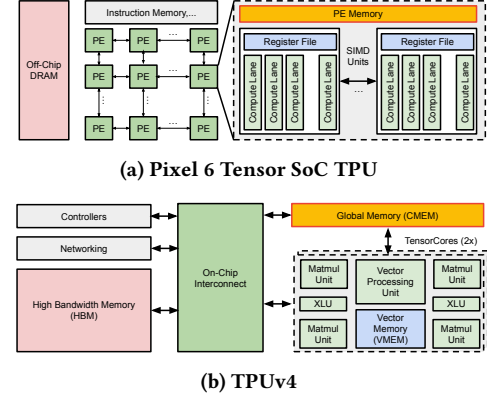 Instruction Memory,...
PE Memory
Off-Chip
DRAM
PE PE ... PE
PE PE ... PE
... ...
PE PE ... PE
Register File
Compute Lane
Compute Lane
Compute Lane
Compute Lane
SIMD
Units
...
Register File
Compute Lane
Compute Lane
Compute Lane
Compute Lane
(a) Pixel 6 Tensor SoC TPU
Controllers
Networking
High Bandwidth Memory
(HBM)
On-Chip
Interconnect
Global Memory (CMEM)
TensorCores (2x)
Matmul
Unit
XLU
Matmul
Unit
Vector
Processing
Unit
Vector
Memory
(VMEM)
Matmul
Unit
XLU
Matmul
Unit
(b) TPUv4